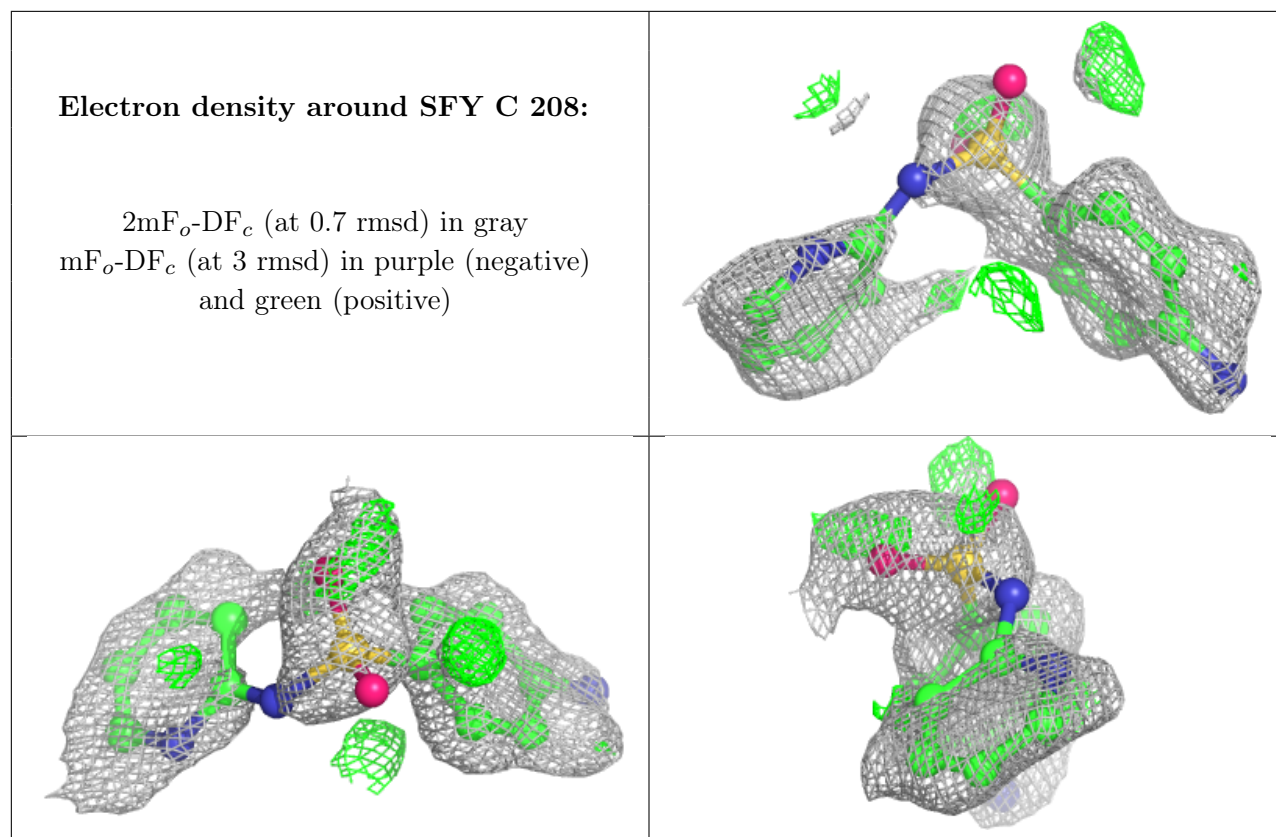 Electron density around SFY C 208:
2mFo-DFc (at 0.7 rmsd) in gray
mFo-DFc (at 3 rmsd) in purple (negative)
and green (positive)